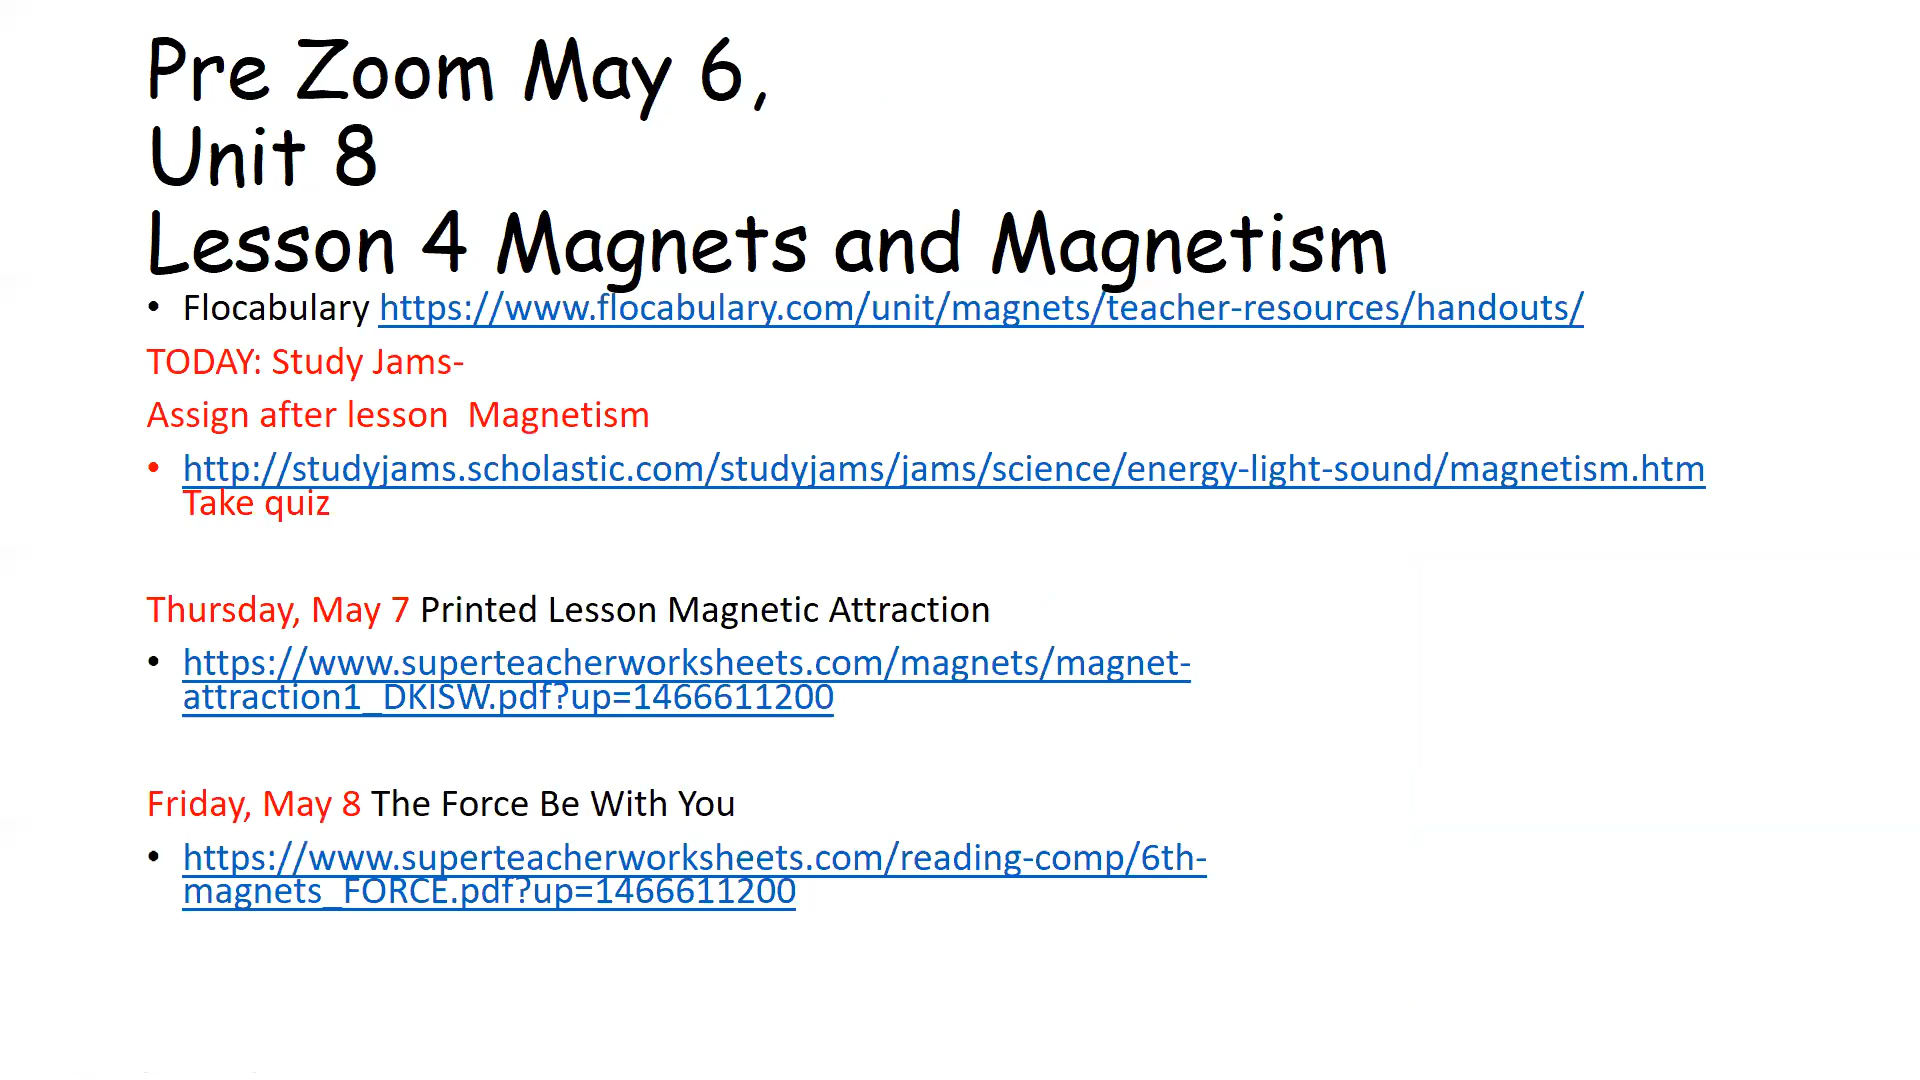 Pre Zoom May 6,
Unit 8
Lesson 4 Magnets and Magnetism
• Flocabulary https://www.flocabulary.com/unit/magnets/teacher-resources/handouts/
TODAY: Study Jams-
Assign after lesson  Magnetism
• http://studyjams.scholastic.com/studyjams/jams/science/energy-light-sound/magnetism.htm
Take quiz
Thursday, May 7 Printed Lesson Magnetic Attraction
• https://www.superteacherworksheets.com/magnets/magnet-
attraction1_DKISW.pdf?up=1466611200
Friday, May 8 The Force Be With You
• https://www.superteacherworksheets.com/reading-comp/6th-
magnets_FORCE.pdf?up=1466611200